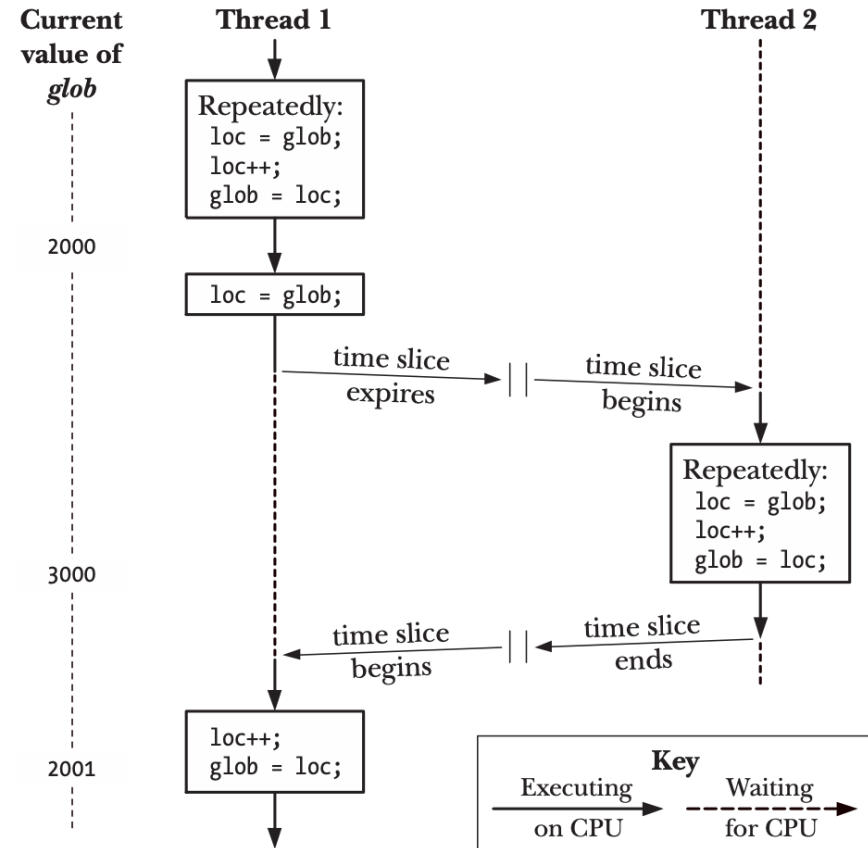 Current
value of
glob
Thread 1
Thread 2
Repeatedly:
loc = glob;
loc++;
glob = loc;
2000
loc = glob;
time slice
expires
time slice
begins
Repeatedly:
loc = glob;
loc++;
glob = loc;
3000
time slice
begins
time slice
ends
loc++;
glob = loc;
2001
Key
Executing
on CPU
Waiting
for CPU